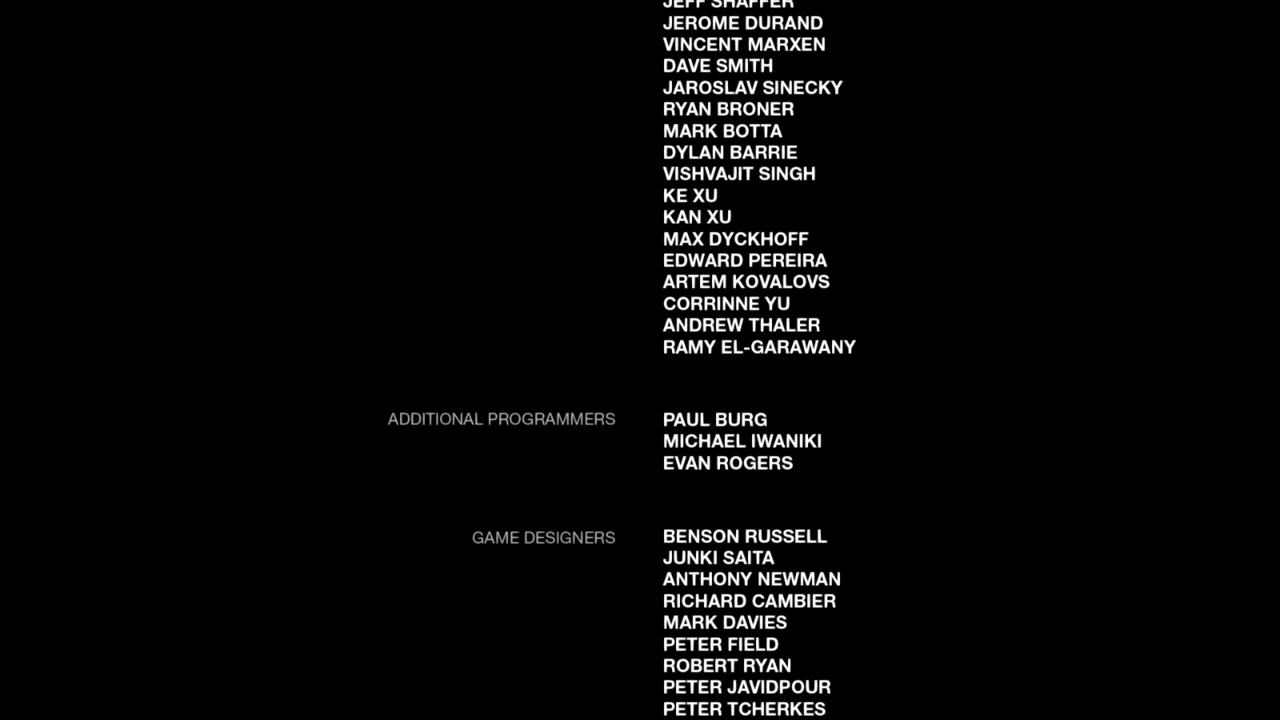 JEFF SHAFFER
JEROME DURAND
VINCENT MARXEN
DAVE SMITH
JAROSLAV SINECKY
RYAN BRONER
MARK BOTTA
DYLAN BARRIE
VISHVAJIT SINGH
KE XU
KAN XU
MAX DYCKHOFF
EDWARD PEREIRA
ARTEM KOVALOVS
CORRINNE YU
ANDREW THALER
RAMY EL-GARAWANY
ADDITIONAL PROGRAMMERS PAUL BURG
MICHAEL IWANIKI
EVAN ROGERS
GAME DESIGNERS BENSON RUSSELL
JUNKI SAITA
ANTHONY NEWMAN
RICHARD CAMBIER
MARK DAVIES
PETER FIELD
ROBERT RYAN
PETER JAVIDPOUR
PETER TCHERKES